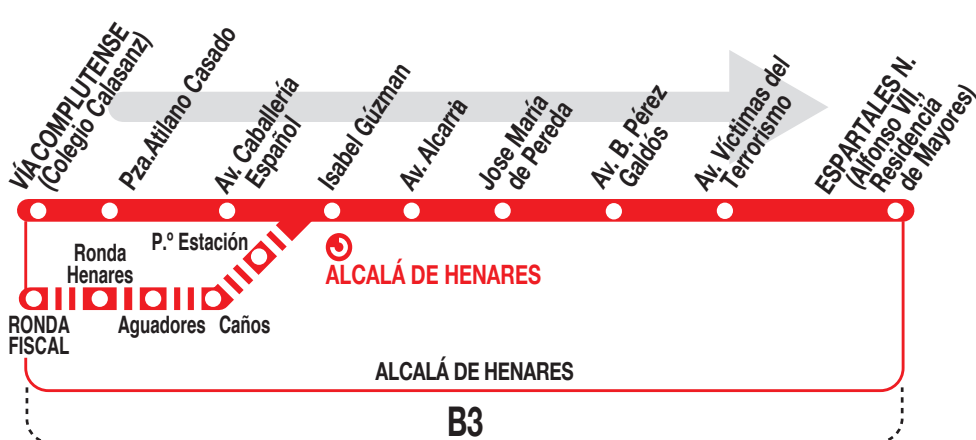 VÍA COMPLUTENSE
(Colegio Calasanz)
Pza.Atilano Casado
Av. Caballería
Español
Isabel Gúzman
Av. Alcarria
Jose María
de Pereda
Av. B. Pérez
Galdós
Av. Víctimas del
Terrorismo
ESPARTALES N.
(Alfonso VII,
Residencia
de Mayores)
P.º Estación
Ronda
Henares
ALCALÁ DE HENARES
RONDA
FISCAL
Aguadores
Caños
ALCALÁ DE HENARES
B3